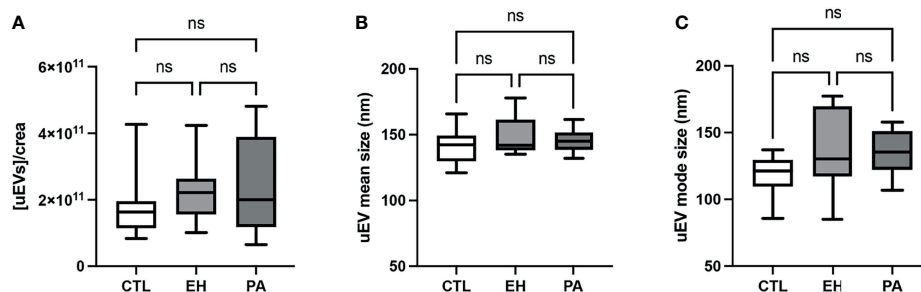 A
ns
ns ns
6×10¹¹
4×10¹¹
2×10¹¹
0
[uEVs]/crea
CTL EH PA
B
ns
ns ns
200
150
100
50
uEV mean size (nm)
CTL EH PA
C
ns
ns ns
200
150
100
50
uEV mode size (nm)
CTL EH PA